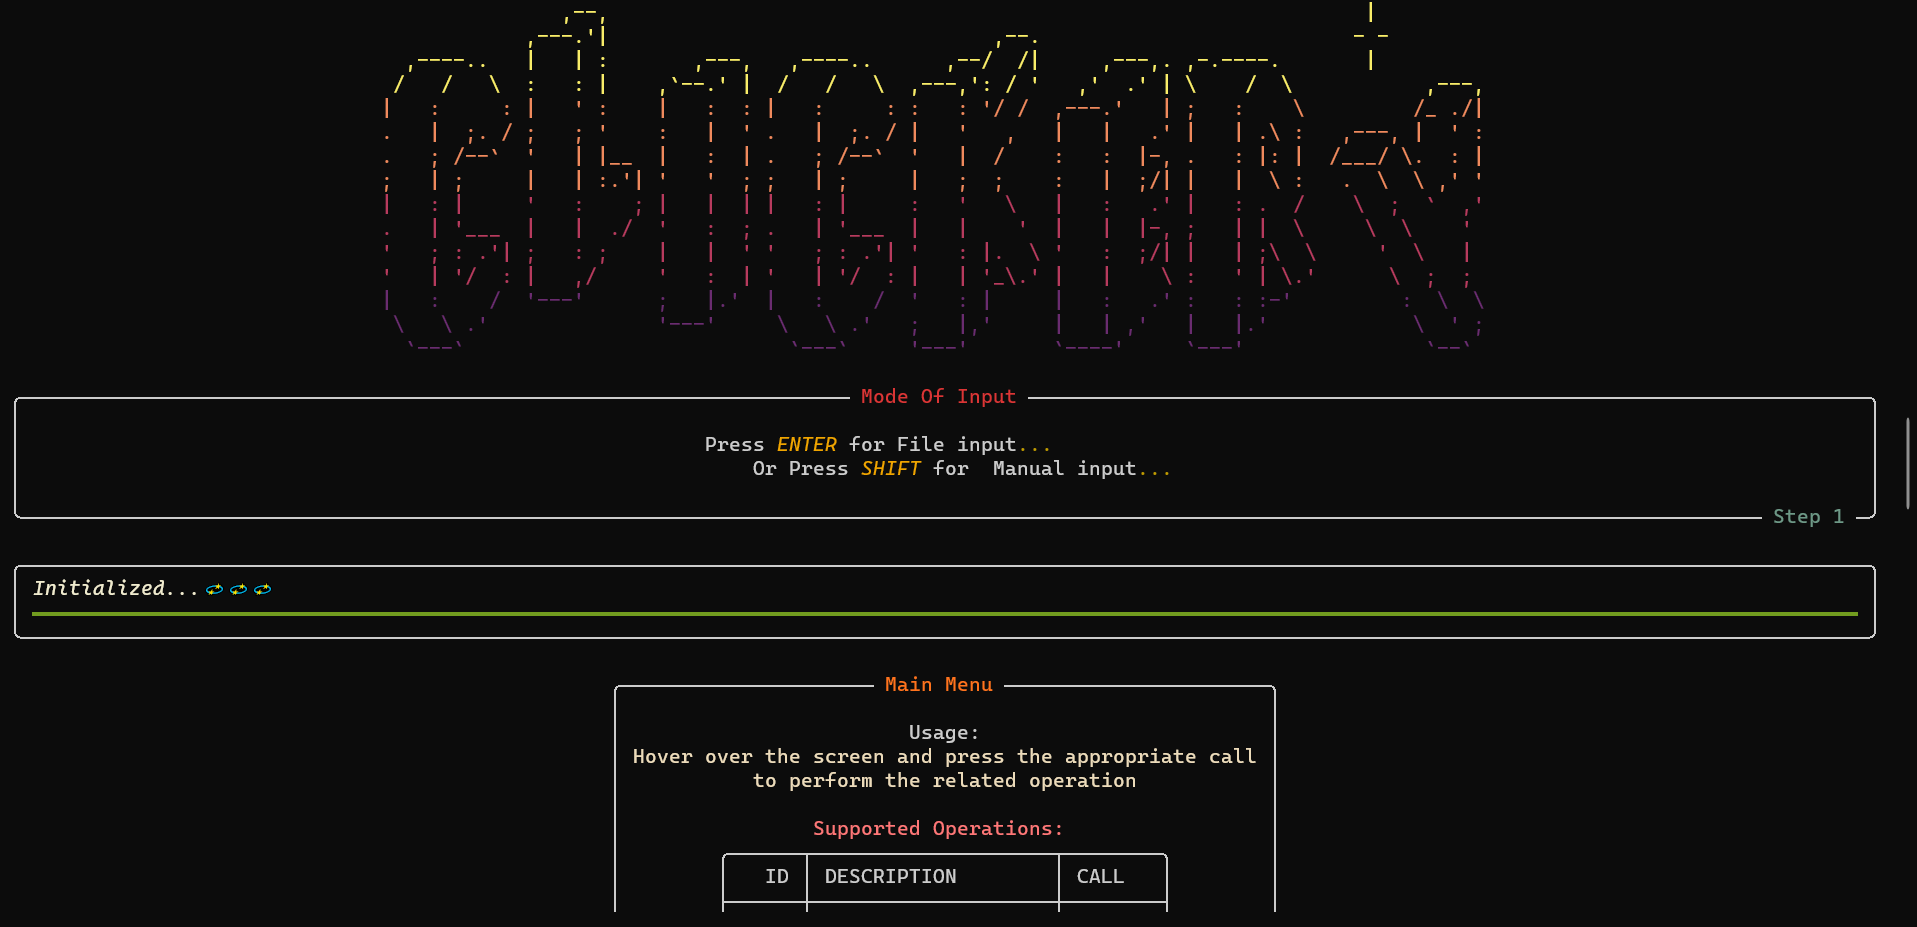 CLICKERV
Mode Of Input
Press ENTER for File input...
Or Press SHIFT for  Manual input...
Step 1
Initialized...
Main Menu
Usage:
Hover over the screen and press the appropriate call
to perform the related operation
Supported Operations:
ID DESCRIPTION CALL